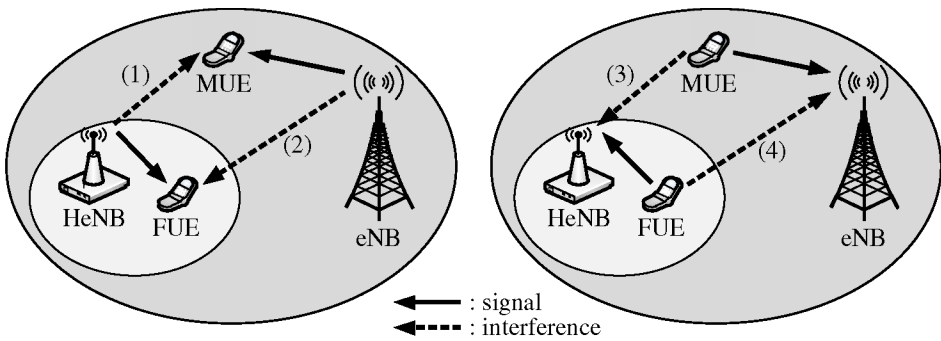 (1)
MUE
(2)
HeNB
FUE
eNB
(3)
MUE
(4)
HeNB
FUE
eNB
: signal
: interference